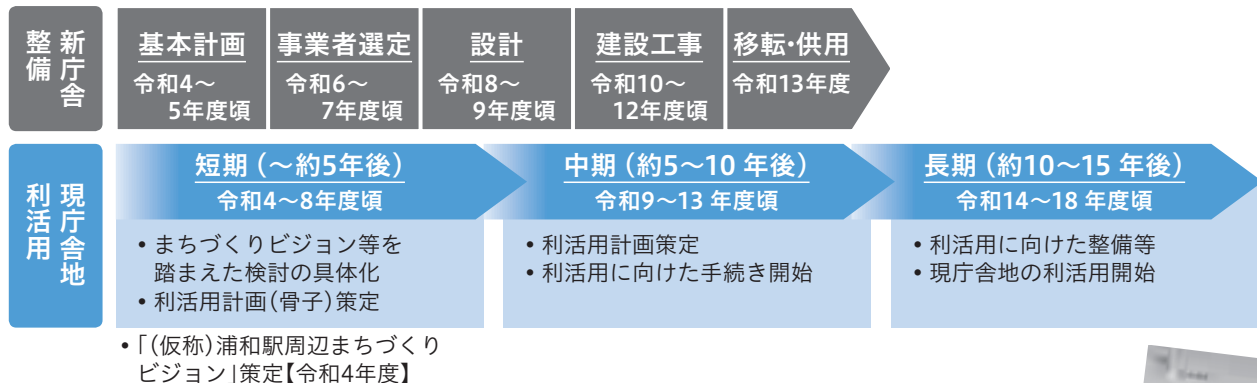 新庁舎
整備
基本計画
令和4～
5年度頃
事業者選定
令和6～
7年度頃
設計
令和8～
9年度頃
建設工事
令和10～
12年度頃
移転・供用
令和13年度
現庁舎地
利活用
短期（～約5年後）
令和4～8年度頃
• まちづくりビジョン等を
踏まえた検討の具体化
• 利活用計画（骨子）策定
• 「（仮称）浦和駅周辺まちづくり
ビジョン」策定【令和4年度】
中期（約5～10 年後）
令和9～13 年度頃
• 利活用計画策定
• 利活用に向けた手続き開始
長期（約10～15 年後）
令和14～18 年度頃
• 利活用に向けた整備等
• 現庁舎地の利活用開始